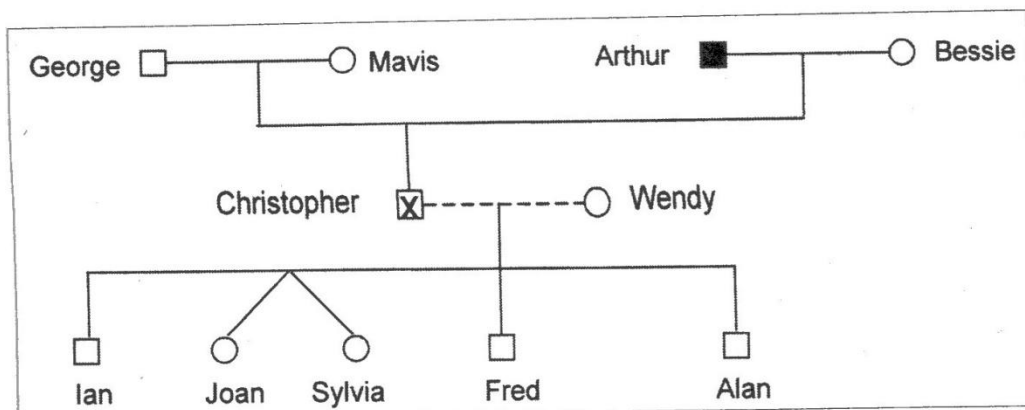 George Mavis Arthur Bessie
Christopher X Wendy
Ian Joan Sylvia Fred Alan